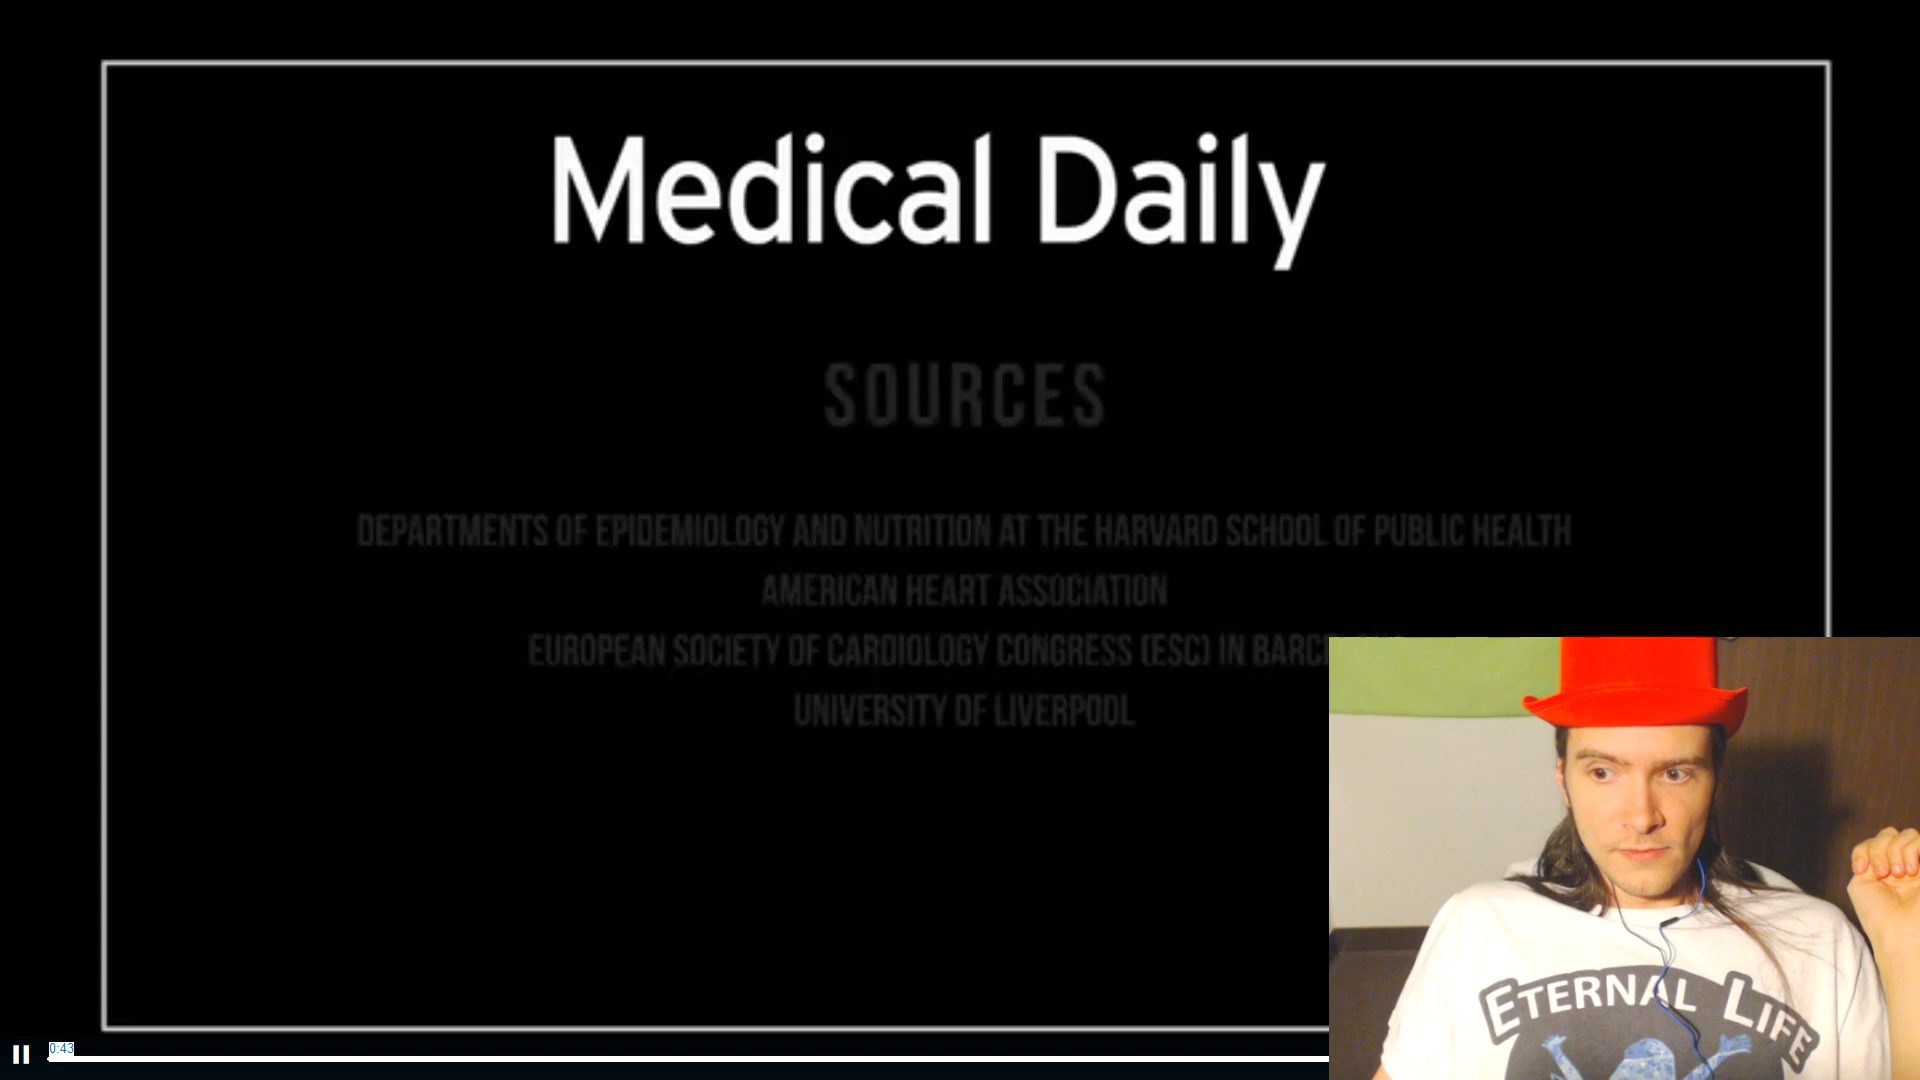 Medical Daily
SOURCES
DEPARTMENTS OF EPIDEMIOLOGY AND NUTRITION AT THE HARVARD SCHOOL OF PUBLIC HEALTH
AMERICAN HEART ASSOCIATION
EUROPEAN SOCIETY OF CARDIOLOGY CONGRESS (ESC) IN
UNIVERSITY OF LIVERPOOL
ETERNAL LIFE
0:43